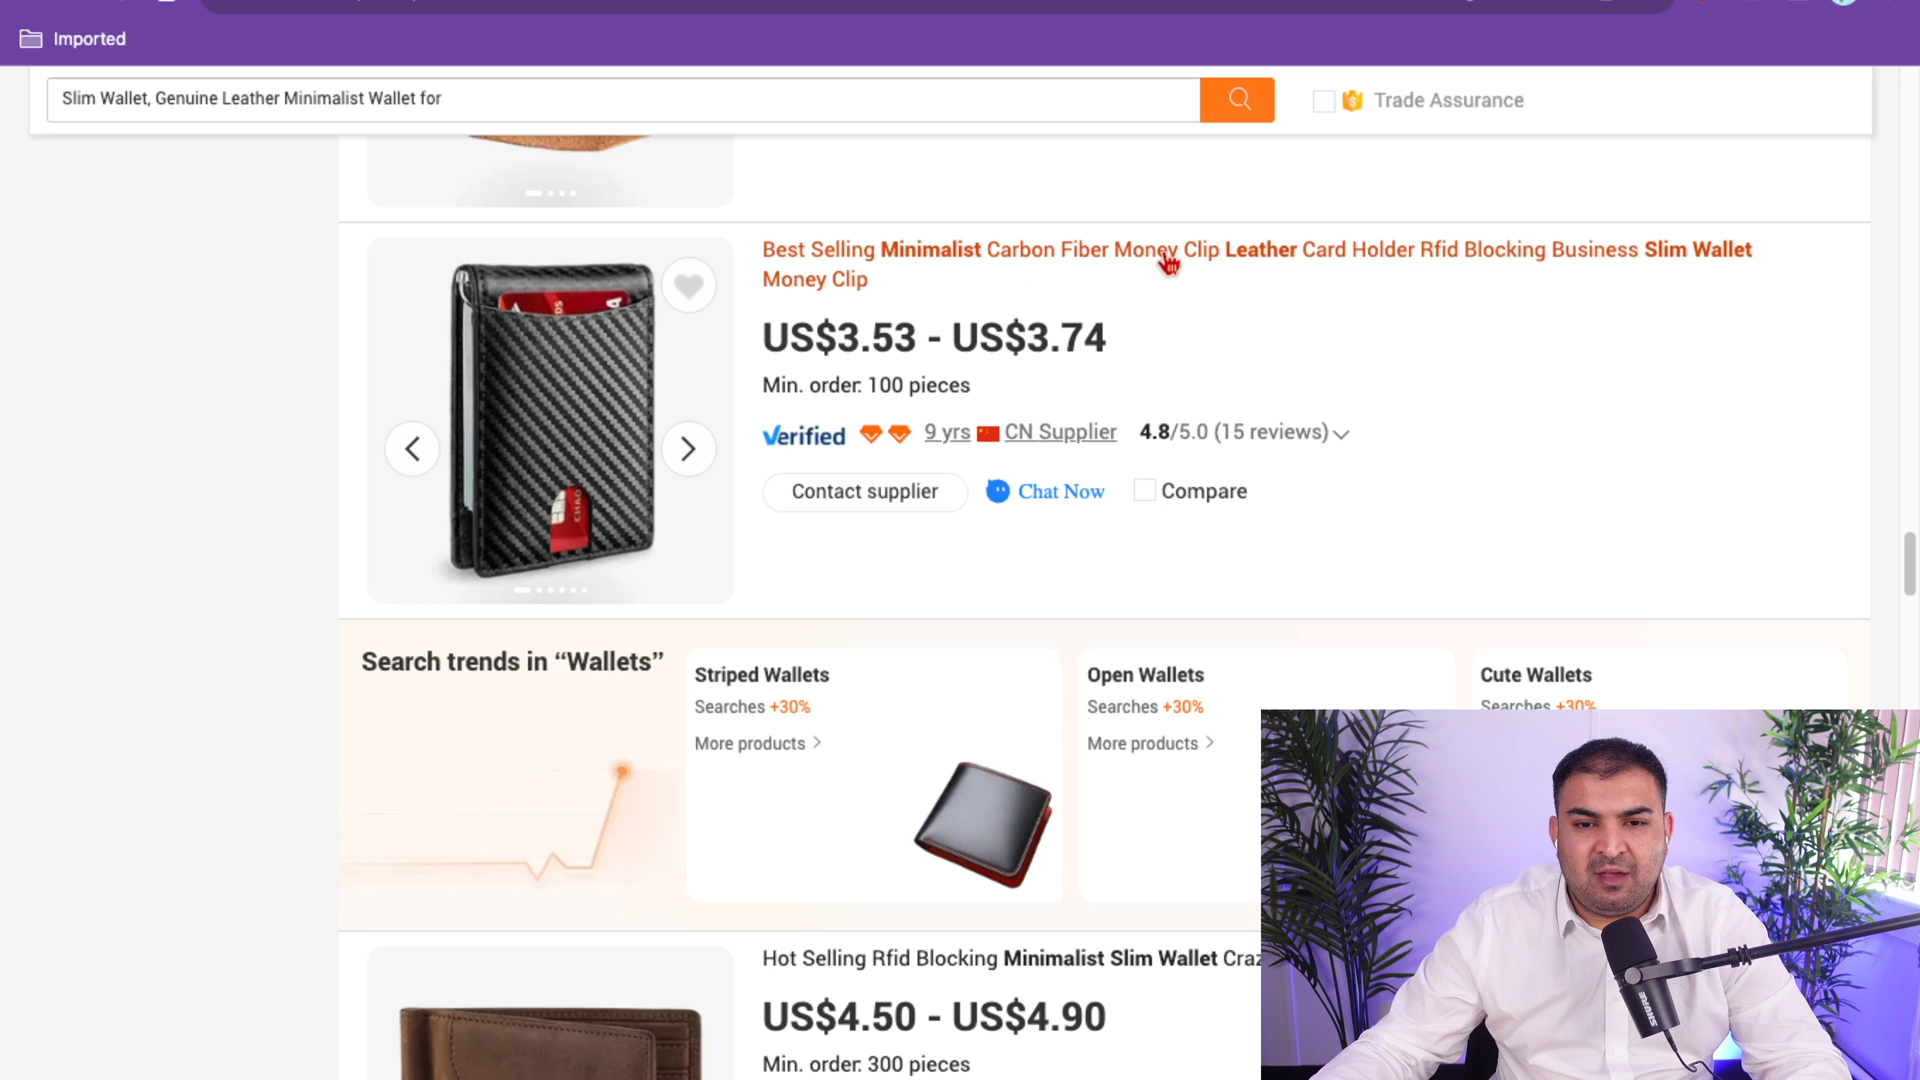 Imported
Slim Wallet, Genuine Leather Minimalist Wallet for
Trade Assurance
Best Selling Minimalist Carbon Fiber Money Clip Leather Card Holder Rfid Blocking Business Slim Wallet
Money Clip
US$3.53 - US$3.74
Min. order: 100 pieces
Verified 9 yrs CN Supplier 4.8/5.0 (15 reviews)
Contact supplier Chat Now Compare
Search trends in “Wallets”
Striped Wallets
Searches +30%
More products >
Open Wallets
Searches +30%
More products >
Cute Wallets
Searches +30%
Hot Selling Rfid Blocking Minimalist Slim Wallet Craz
US$4.50 - US$4.90
Min. order: 300 pieces
SHURE